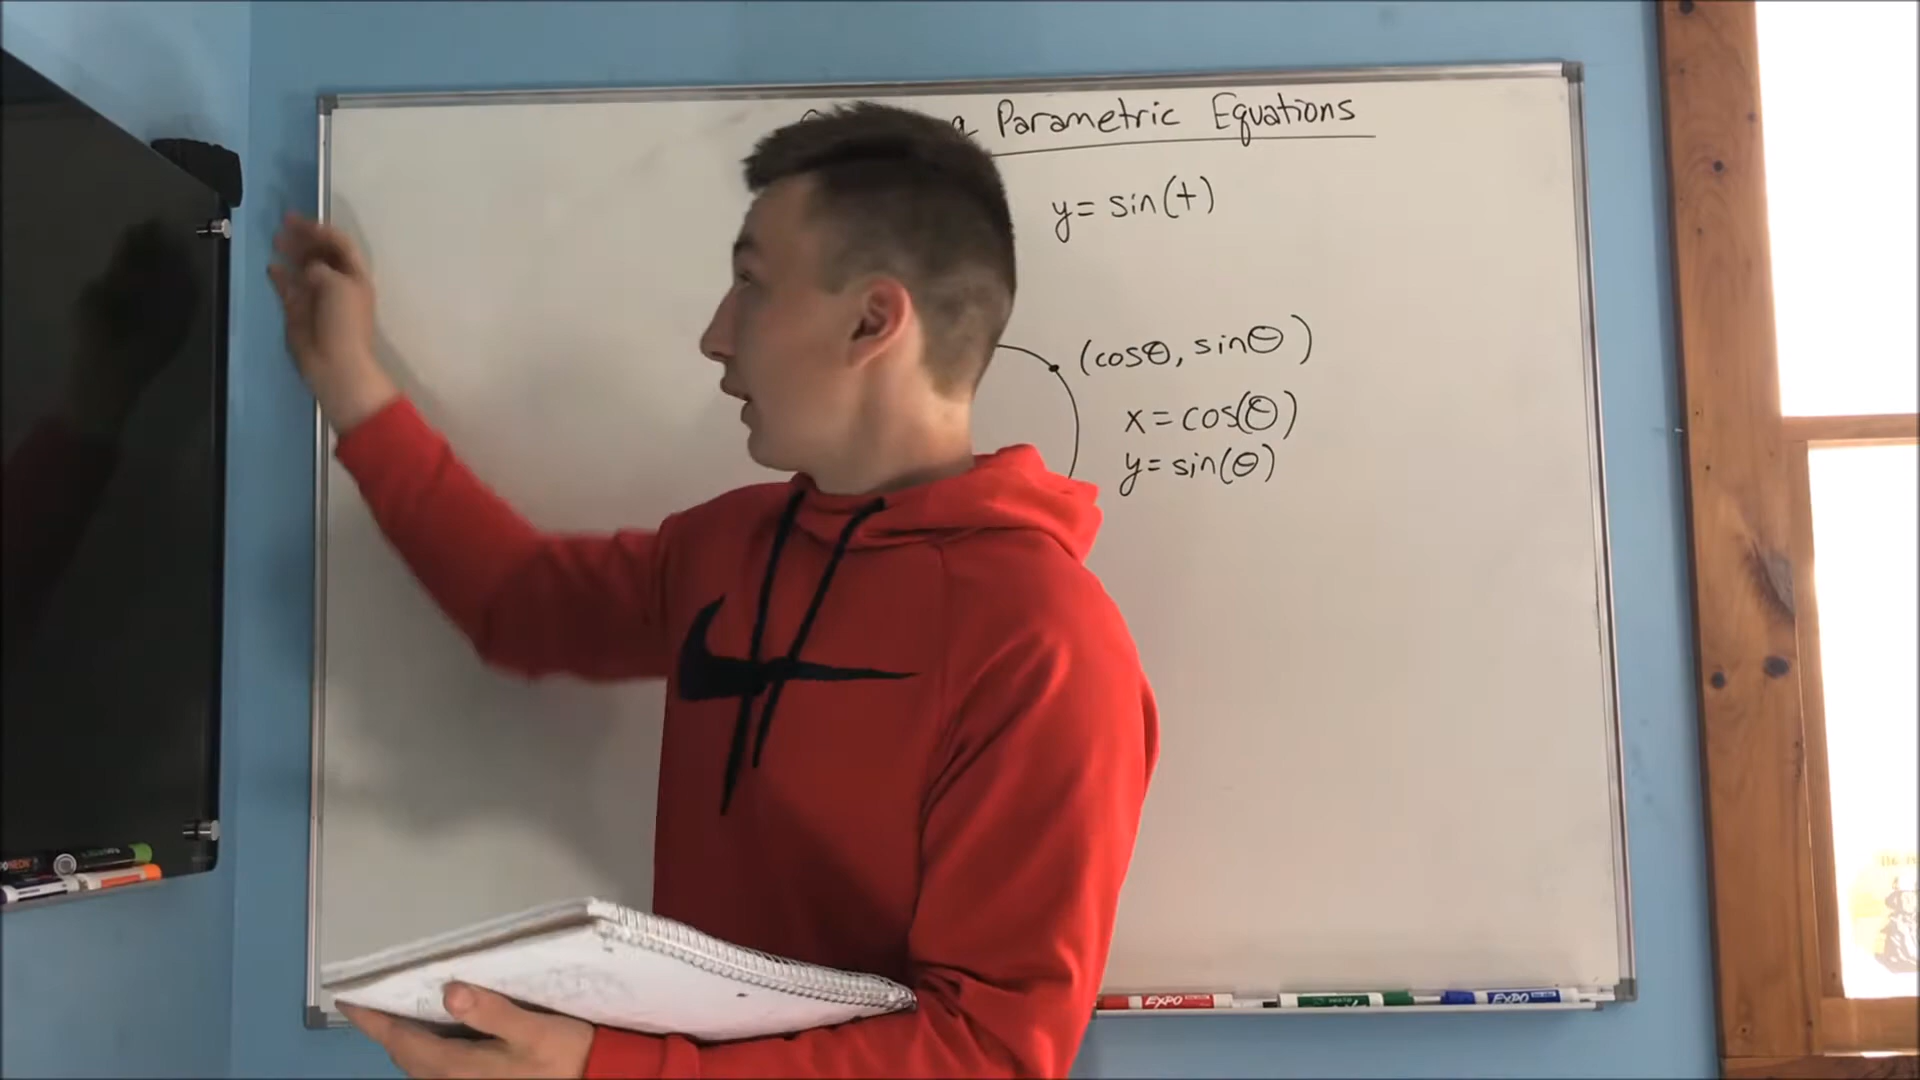 Parametric Equations
y = sin(t)
(cosθ, sinθ)
x = cos(θ)
y = sin(θ)
EXPO
EXPO